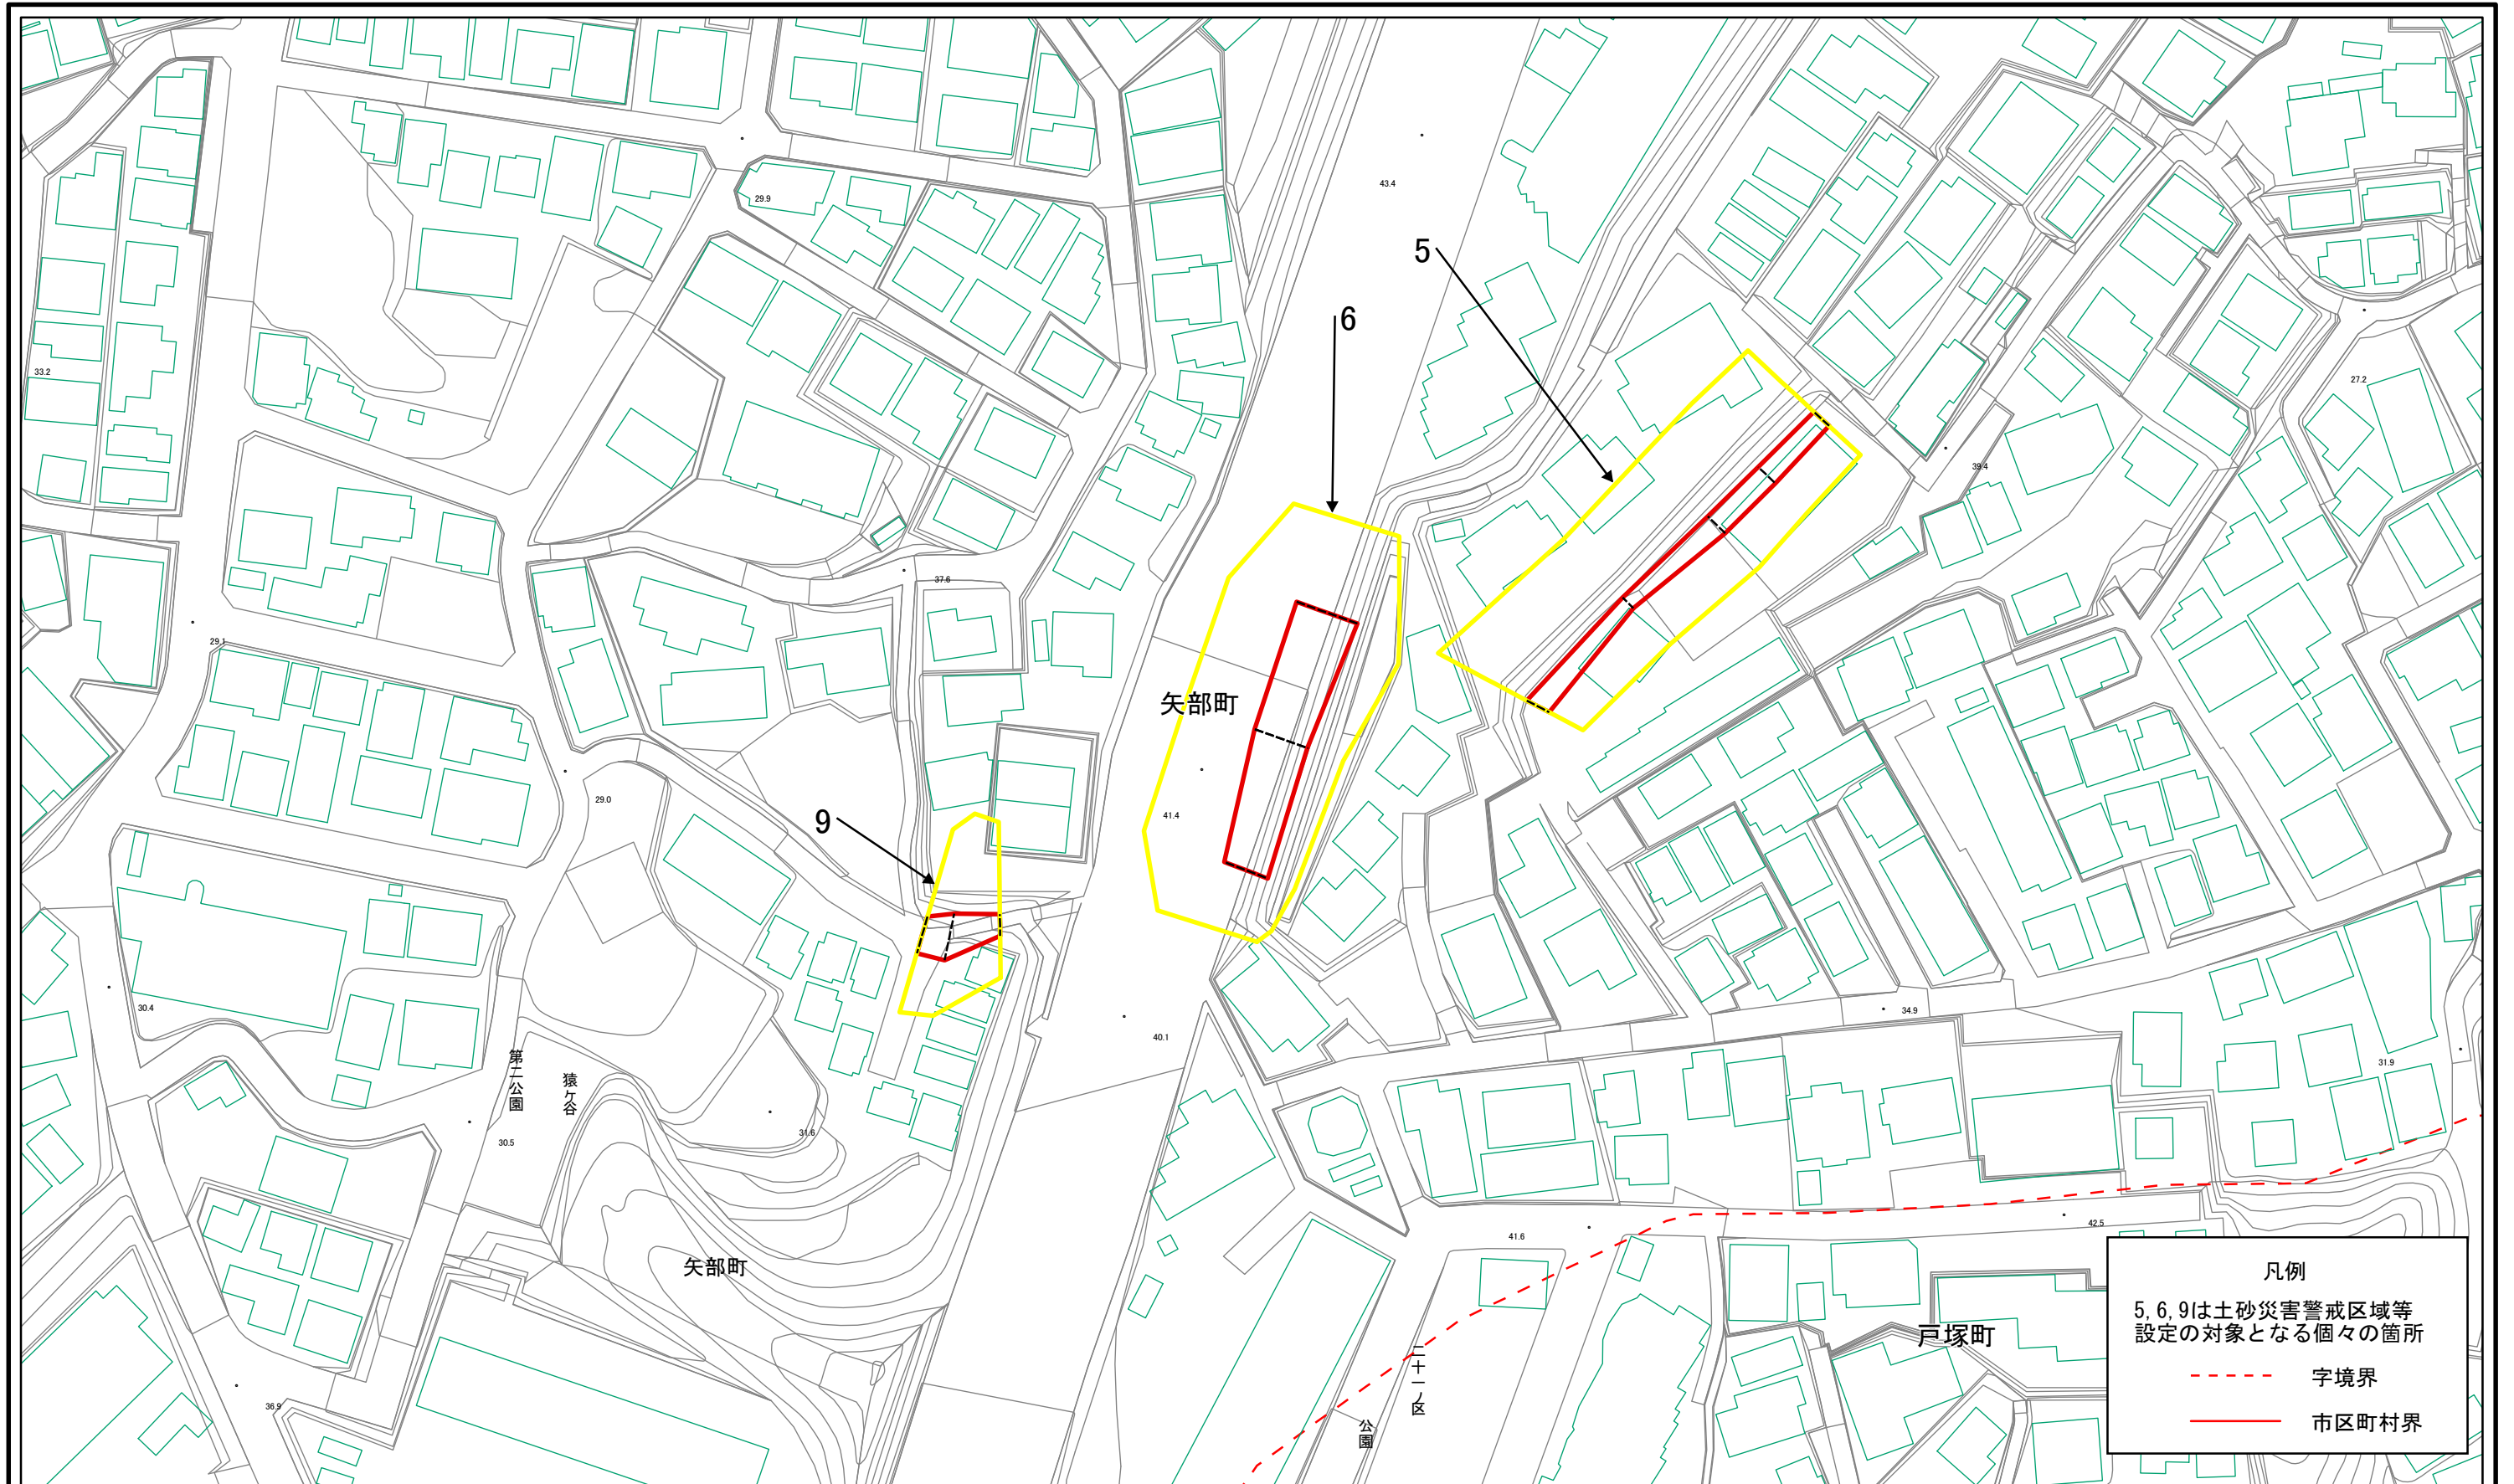 43.4
29.9
5
6
33.2
27.2
39.4
37.6
29.1
矢部町
29.0
41.4
9
30.4
34.9
40.1
31.9
第二公園
猿ケ谷
30.5
31.6
42.5
41.6
矢部町
戸塚町
二十一ノ区
公園
36.9
凡例
5,6,9は土砂災害警戒区域等
設定の対象となる個々の箇所
字境界
市区町村界